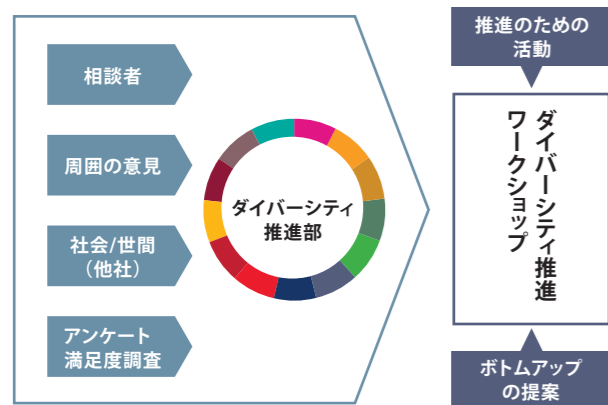 相談者
周囲の意見
社会/世間
（他社）
アンケート
満足度調査
ダイバーシティ
推進部
推進のための
活動
ダイバーシティ推進
ワークショップ
ボトムアップ
の提案